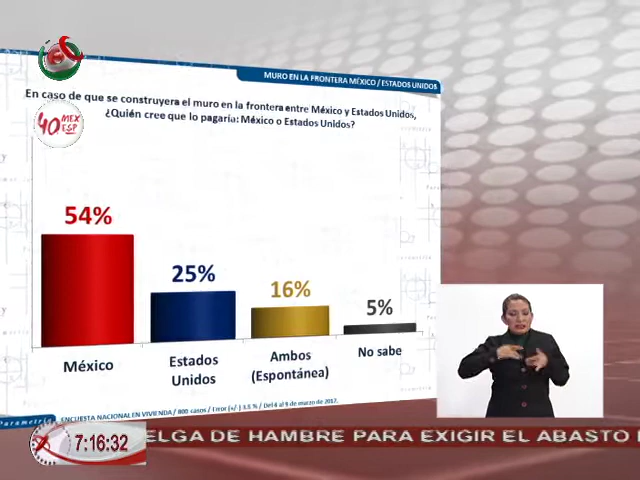 MURO EN LA FRONTERA MÉXICO / ESTADOS UNIDOS
En caso de que se construyera el muro en la frontera entre México y Estados Unidos,
¿Quién cree que lo pagaría: México o Estados Unidos?
40 MEX
ESP
54%
25%
16%
5%
México
Estados
Unidos
Ambos
(Espontánea)
No sabe
Parametría
ENCUESTA NACIONAL EN VIVIENDA / 800 casos / Error (+/-) 3.5 % / Del 4 al 9 de marzo de 2017.
7:16:32
ELGA DE HAMBRE PARA EXIGIR EL ABASTO